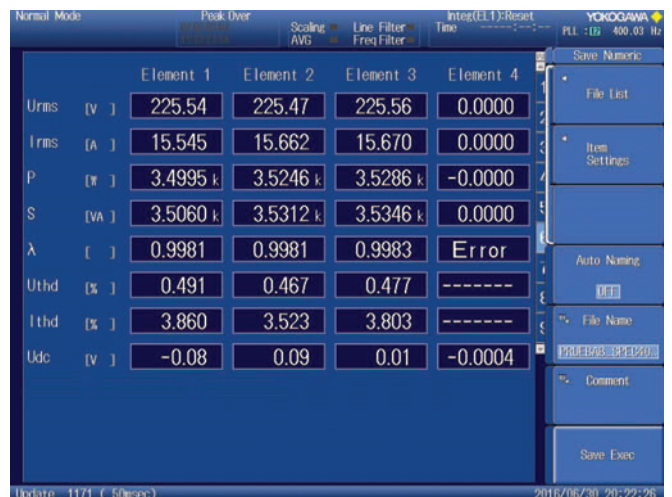 Normal Mode Peak Over Scaling Line Filter Integ(EL1):Reset YOKOGAWA
AVG Freq Filter Time PLL : 400.03 Hz
Save Numeric
File List
Item
Settings
Auto Naming
OFF
File Name
Comment
Save Exec
Element 1 Element 2 Element 3 Element 4
Urms [V ] 225.54 225.47 225.56 0.0000
Irms [A ] 15.545 15.662 15.670 0.0000
P [W ] 3.4995 k 3.5246 k 3.5286 k -0.0000
S [VA ] 3.5060 k 3.5312 k 3.5346 k 0.0000
λ [ ] 0.9981 0.9981 0.9983 Error
Uthd [% ] 0.491 0.467 0.477 -------
Ithd [% ] 3.860 3.523 3.803 -------
Udc [V ] -0.08 0.09 0.01 -0.0004
Update 1171 ( 50msec) 2016/06/30 20:22:26